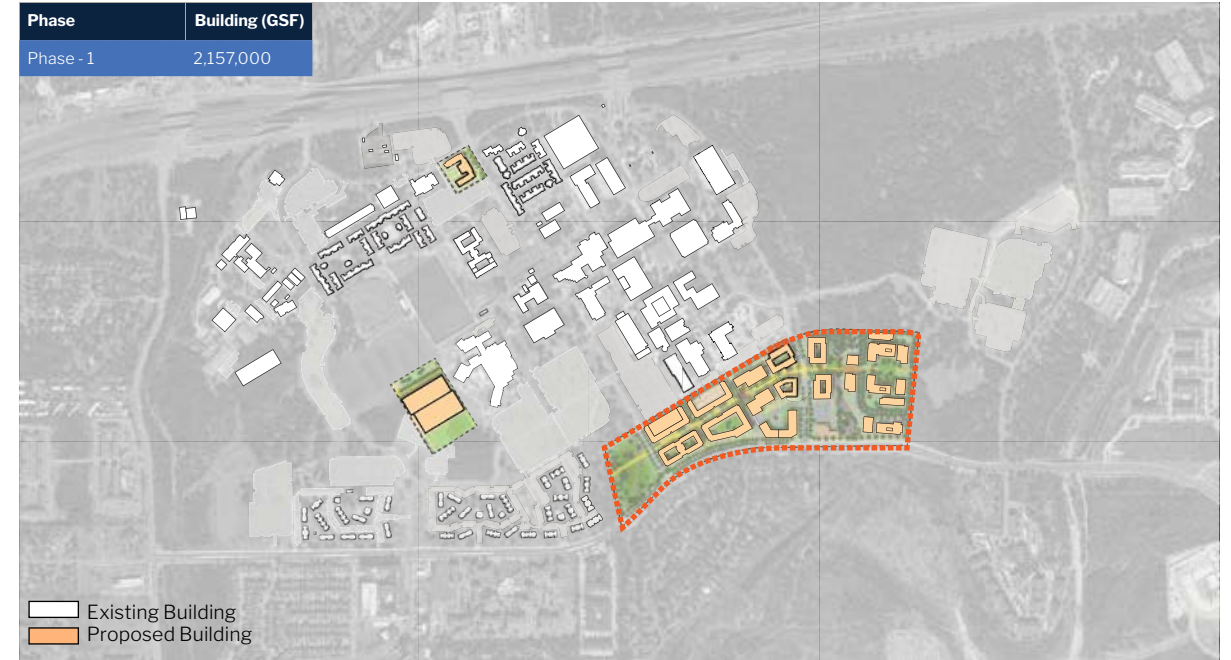 Phase Building (GSF)
Phase - 1 2,157,000
Existing Building
Proposed Building